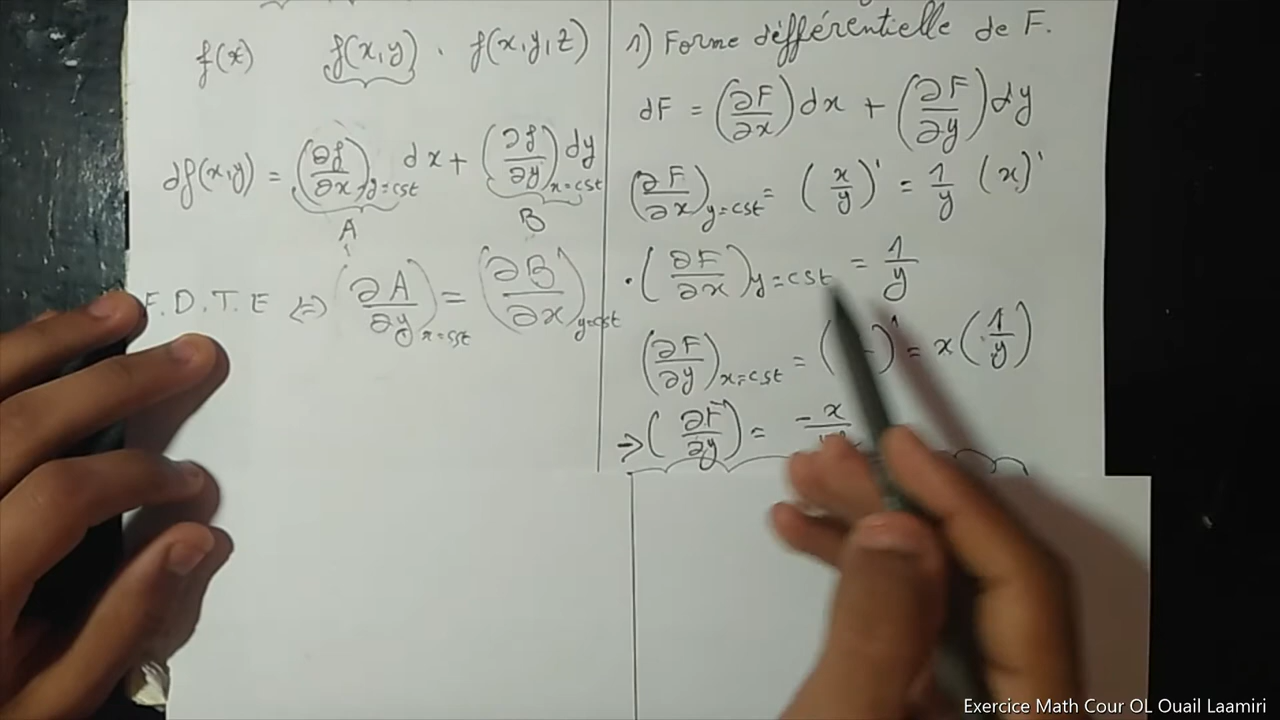 f(x) f(x,y) . f(x,y,z)
df(x,y) = (∂f/∂x)y=cst dx + (∂f/∂y)x=cst dy
A B
F.D.T.E ⇔ (∂A/∂y)x=cst = (∂B/∂x)y=cst
1) Forme défférentielle de F.
dF = (∂F/∂x)dx + (∂F/∂y)dy
(∂F/∂x)y=cst = (x/y)' = 1/y (x)'
. (∂F/∂x)y=cst = 1/y
(∂F/∂y)x=cst = ( )' = x(1/y)
→ (∂F/∂y) = -x
Exercice Math Cour OL Ouail Laamiri